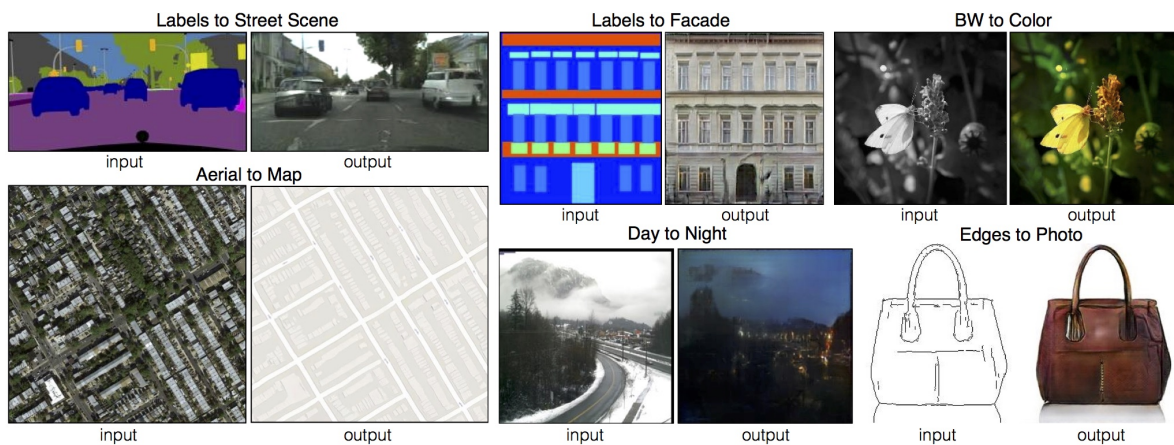 Labels to Street Scene
input
output
Aerial to Map
input
output
Labels to Facade
input
output
BW to Color
input
output
Day to Night
input
output
Edges to Photo
input
output